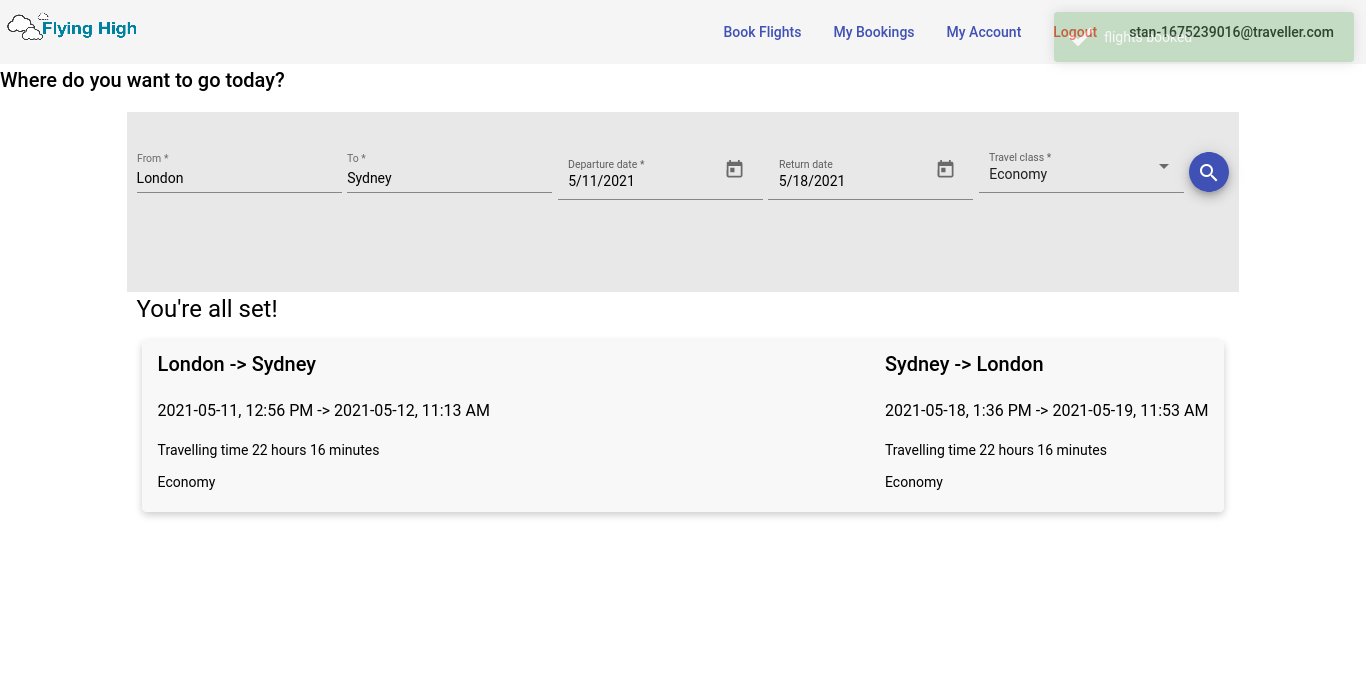 Flying High
Book Flights My Bookings My Account Logout stan-1675239016@traveller.com
flights booked
Where do you want to go today?
From * To * Departure date * Return date Travel class *
London Sydney 5/11/2021 5/18/2021 Economy
You're all set!
London -> Sydney Sydney -> London
2021-05-11, 12:56 PM -> 2021-05-12, 11:13 AM 2021-05-18, 1:36 PM -> 2021-05-19, 11:53 AM
Travelling time 22 hours 16 minutes Travelling time 22 hours 16 minutes
Economy Economy